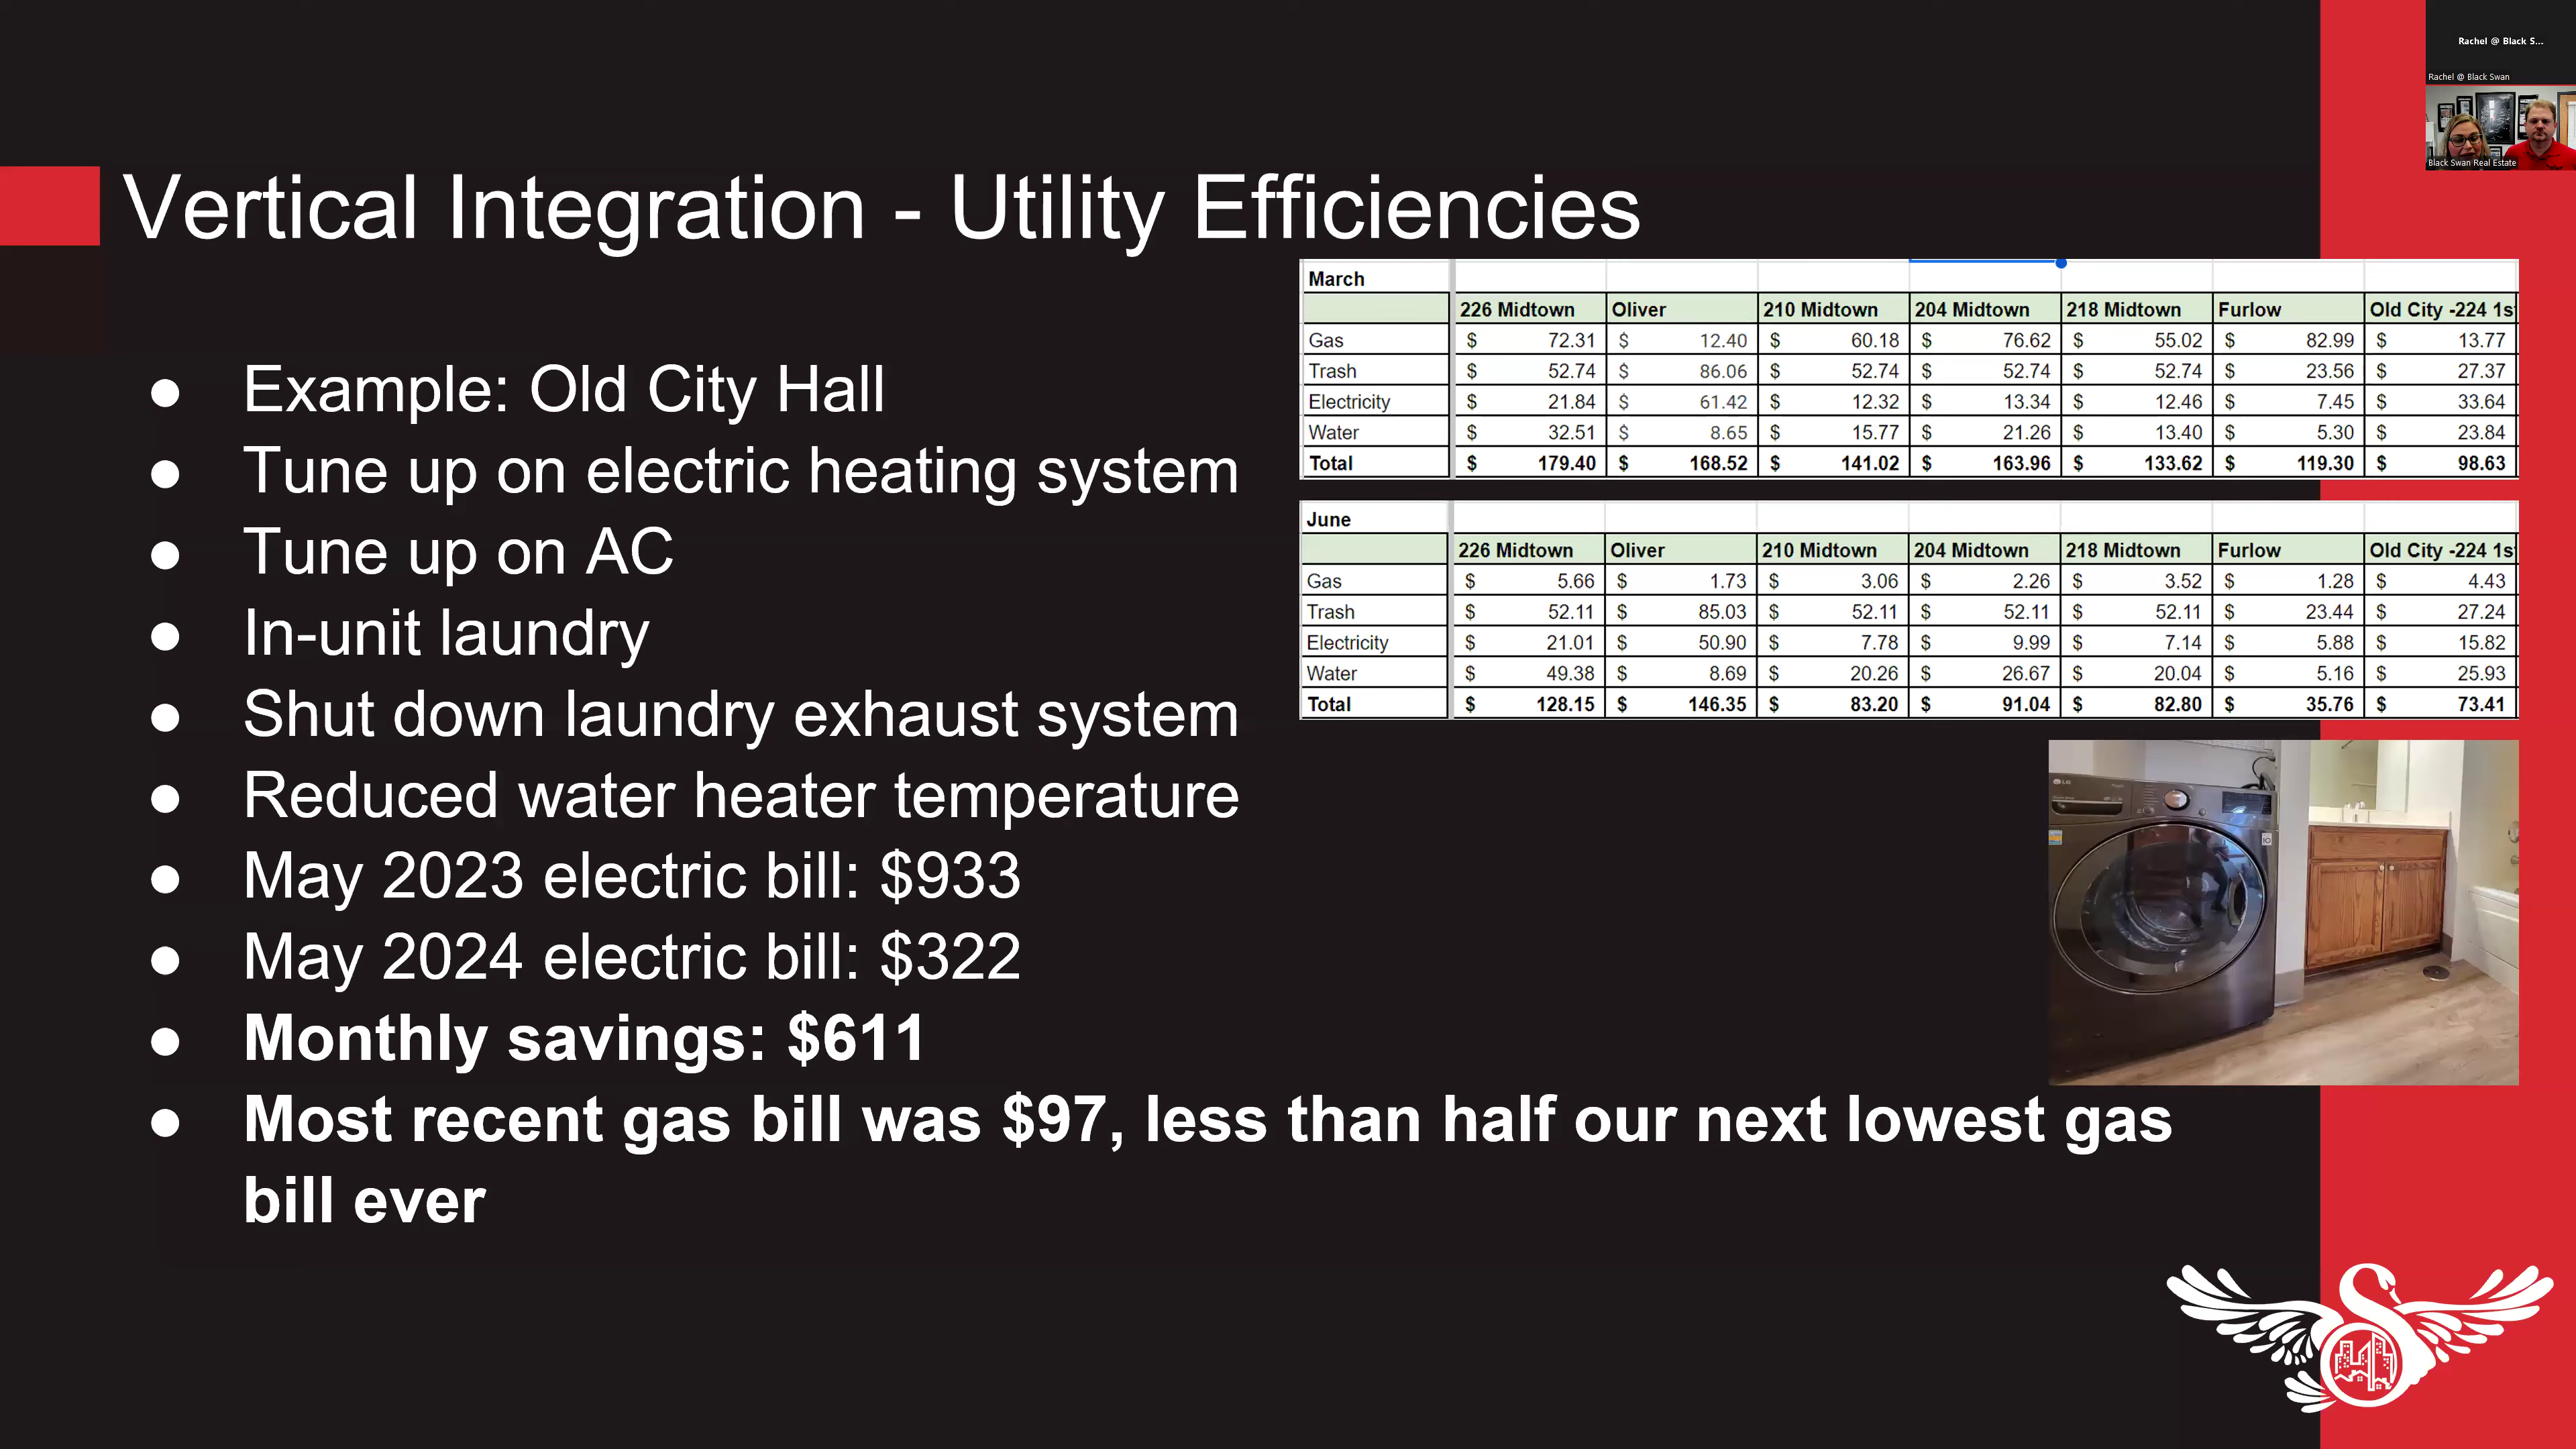 Rachel @ Black S...
Rachel @ Black Swan
Black Swan Real Estate
Vertical Integration - Utility Efficiencies
● Example: Old City Hall
● Tune up on electric heating system
● Tune up on AC
● In-unit laundry
● Shut down laundry exhaust system
● Reduced water heater temperature
● May 2023 electric bill: $933
● May 2024 electric bill: $322
● Monthly savings: $611
● Most recent gas bill was $97, less than half our next lowest gas
bill ever
March
226 Midtown Oliver 210 Midtown 204 Midtown 218 Midtown Furlow Old City -224 1st
Gas $ 72.31 $ 12.40 $ 60.18 $ 76.62 $ 55.02 $ 82.99 $ 13.77
Trash $ 52.74 $ 86.06 $ 52.74 $ 52.74 $ 52.74 $ 23.56 $ 27.37
Electricity $ 21.84 $ 61.42 $ 12.32 $ 13.34 $ 12.46 $ 7.45 $ 33.64
Water $ 32.51 $ 8.65 $ 15.77 $ 21.26 $ 13.40 $ 5.30 $ 23.84
Total $ 179.40 $ 168.52 $ 141.02 $ 163.96 $ 133.62 $ 119.30 $ 98.63
June
226 Midtown Oliver 210 Midtown 204 Midtown 218 Midtown Furlow Old City -224 1st
Gas $ 5.66 $ 1.73 $ 3.06 $ 2.26 $ 3.52 $ 1.28 $ 4.43
Trash $ 52.11 $ 85.03 $ 52.11 $ 52.11 $ 52.11 $ 23.44 $ 27.24
Electricity $ 21.01 $ 50.90 $ 7.78 $ 9.99 $ 7.14 $ 5.88 $ 15.82
Water $ 49.38 $ 8.69 $ 20.26 $ 26.67 $ 20.04 $ 5.16 $ 25.93
Total $ 128.15 $ 146.35 $ 83.20 $ 91.04 $ 82.80 $ 35.76 $ 73.41
LG